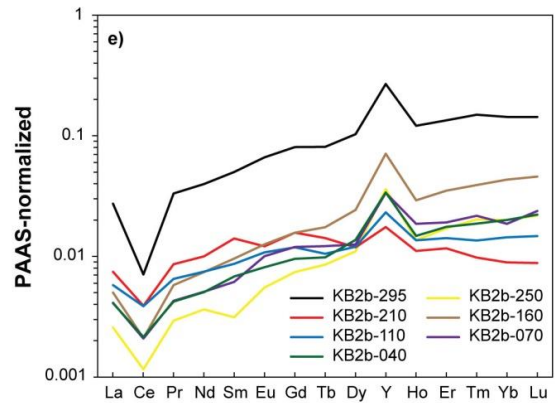 1
e)
0.1
PAAS-normalized
0.01
KB2b-295 KB2b-250
KB2b-210 KB2b-160
KB2b-110 KB2b-070
KB2b-040
0.001
La Ce Pr Nd Sm Eu Gd Tb Dy Y Ho Er Tm Yb Lu